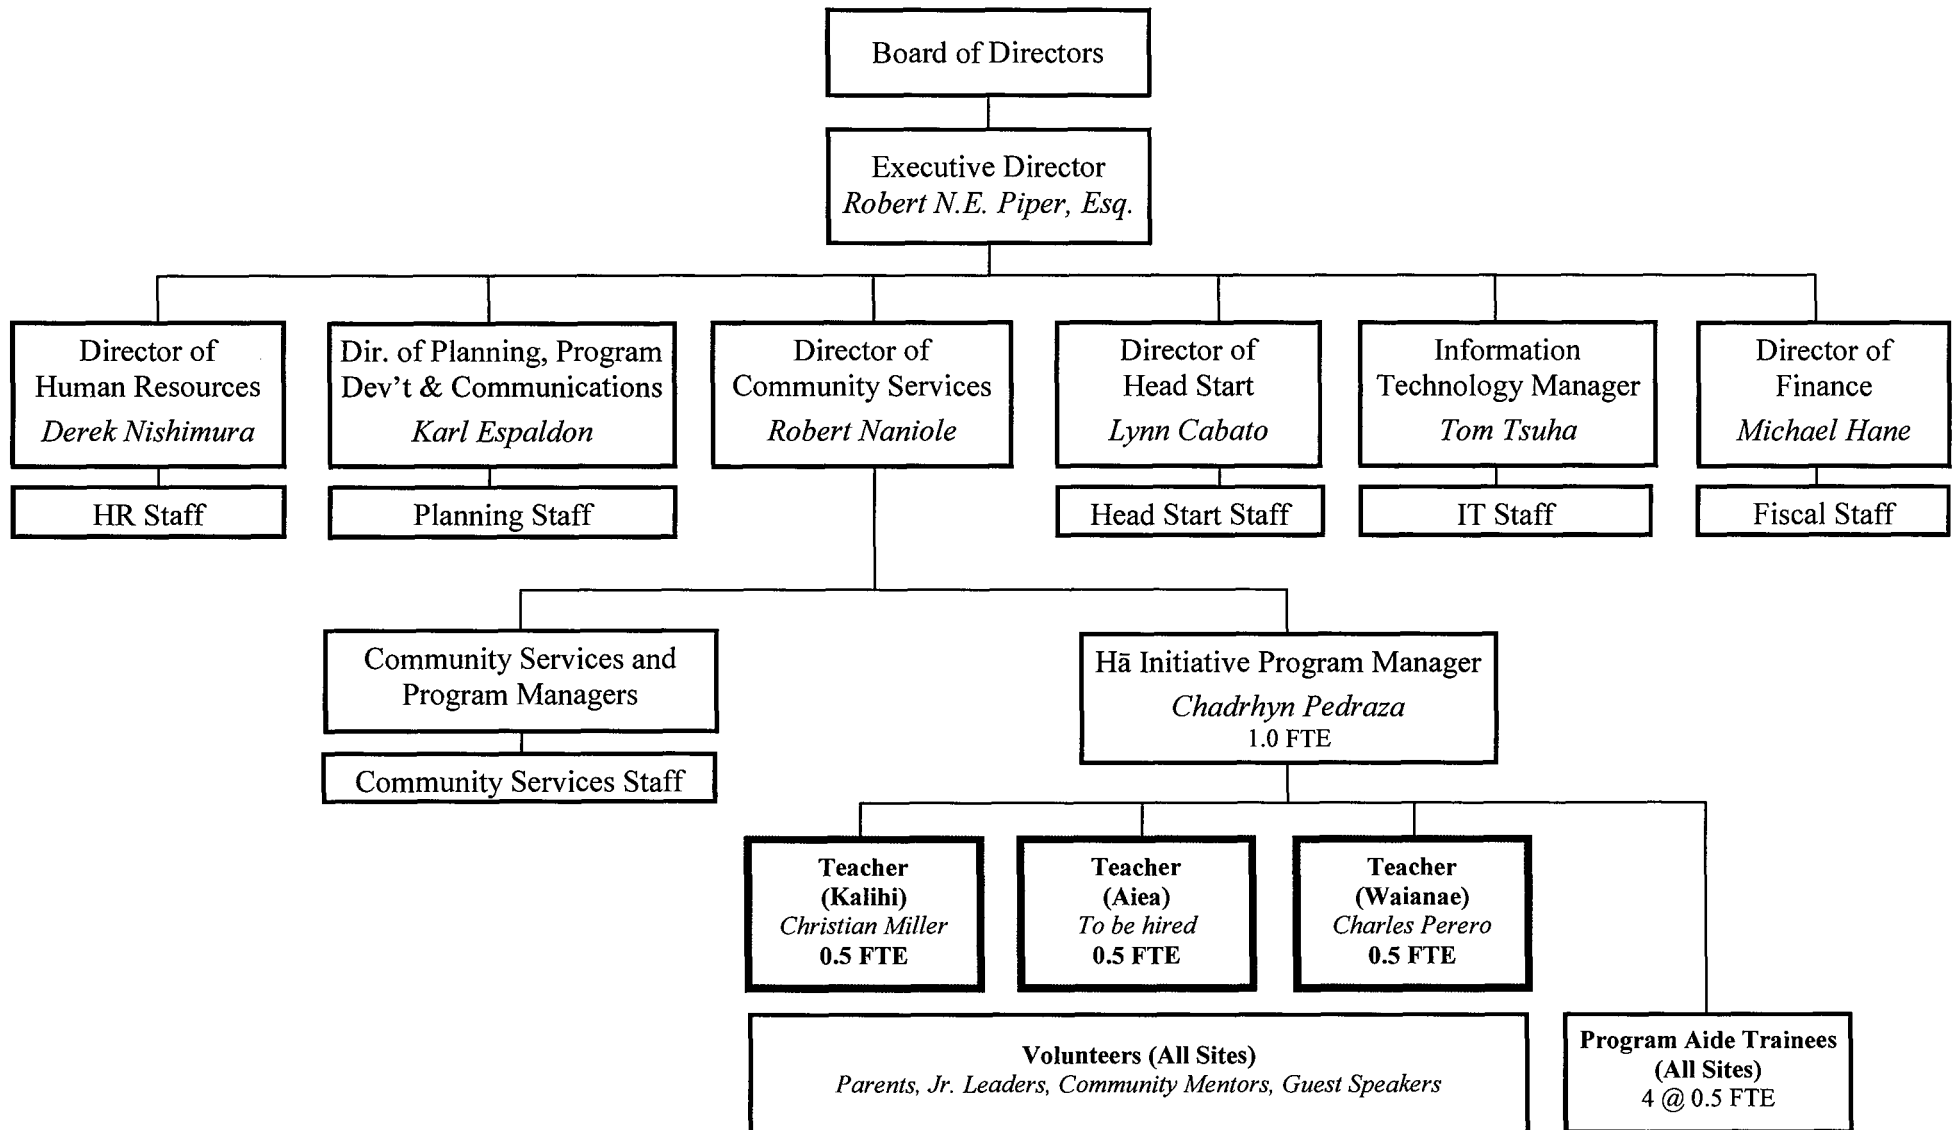 Board of Directors
Executive Director
Robert N.E. Piper, Esq.
Director of
Human Resources
Derek Nishimura
Dir. of Planning, Program
Dev't & Communications
Karl Espaldon
Director of
Community Services
Robert Naniole
Director of
Head Start
Lynn Cabato
Information
Technology Manager
Tom Tsuha
Director of
Finance
Michael Hane
HR Staff
Planning Staff
Head Start Staff
IT Staff
Fiscal Staff
Community Services and
Program Managers
Community Services Staff
Hā Initiative Program Manager
Chadrhyn Pedraza
1.0 FTE
Teacher
(Kalihi)
Christian Miller
0.5 FTE
Teacher
(Aiea)
To be hired
0.5 FTE
Teacher
(Waianae)
Charles Perero
0.5 FTE
Volunteers (All Sites)
Parents, Jr. Leaders, Community Mentors, Guest Speakers
Program Aide Trainees
(All Sites)
4 @ 0.5 FTE